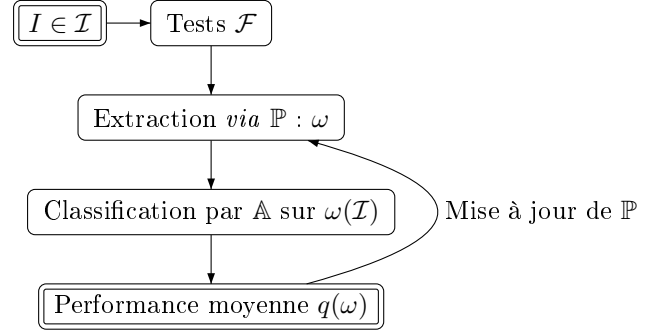 I ∈ 𝓘
Tests 𝓕
Extraction via ℙ : ω
Classification par 𝔸 sur ω(𝓘)
Mise à jour de ℙ
Performance moyenne q(ω)